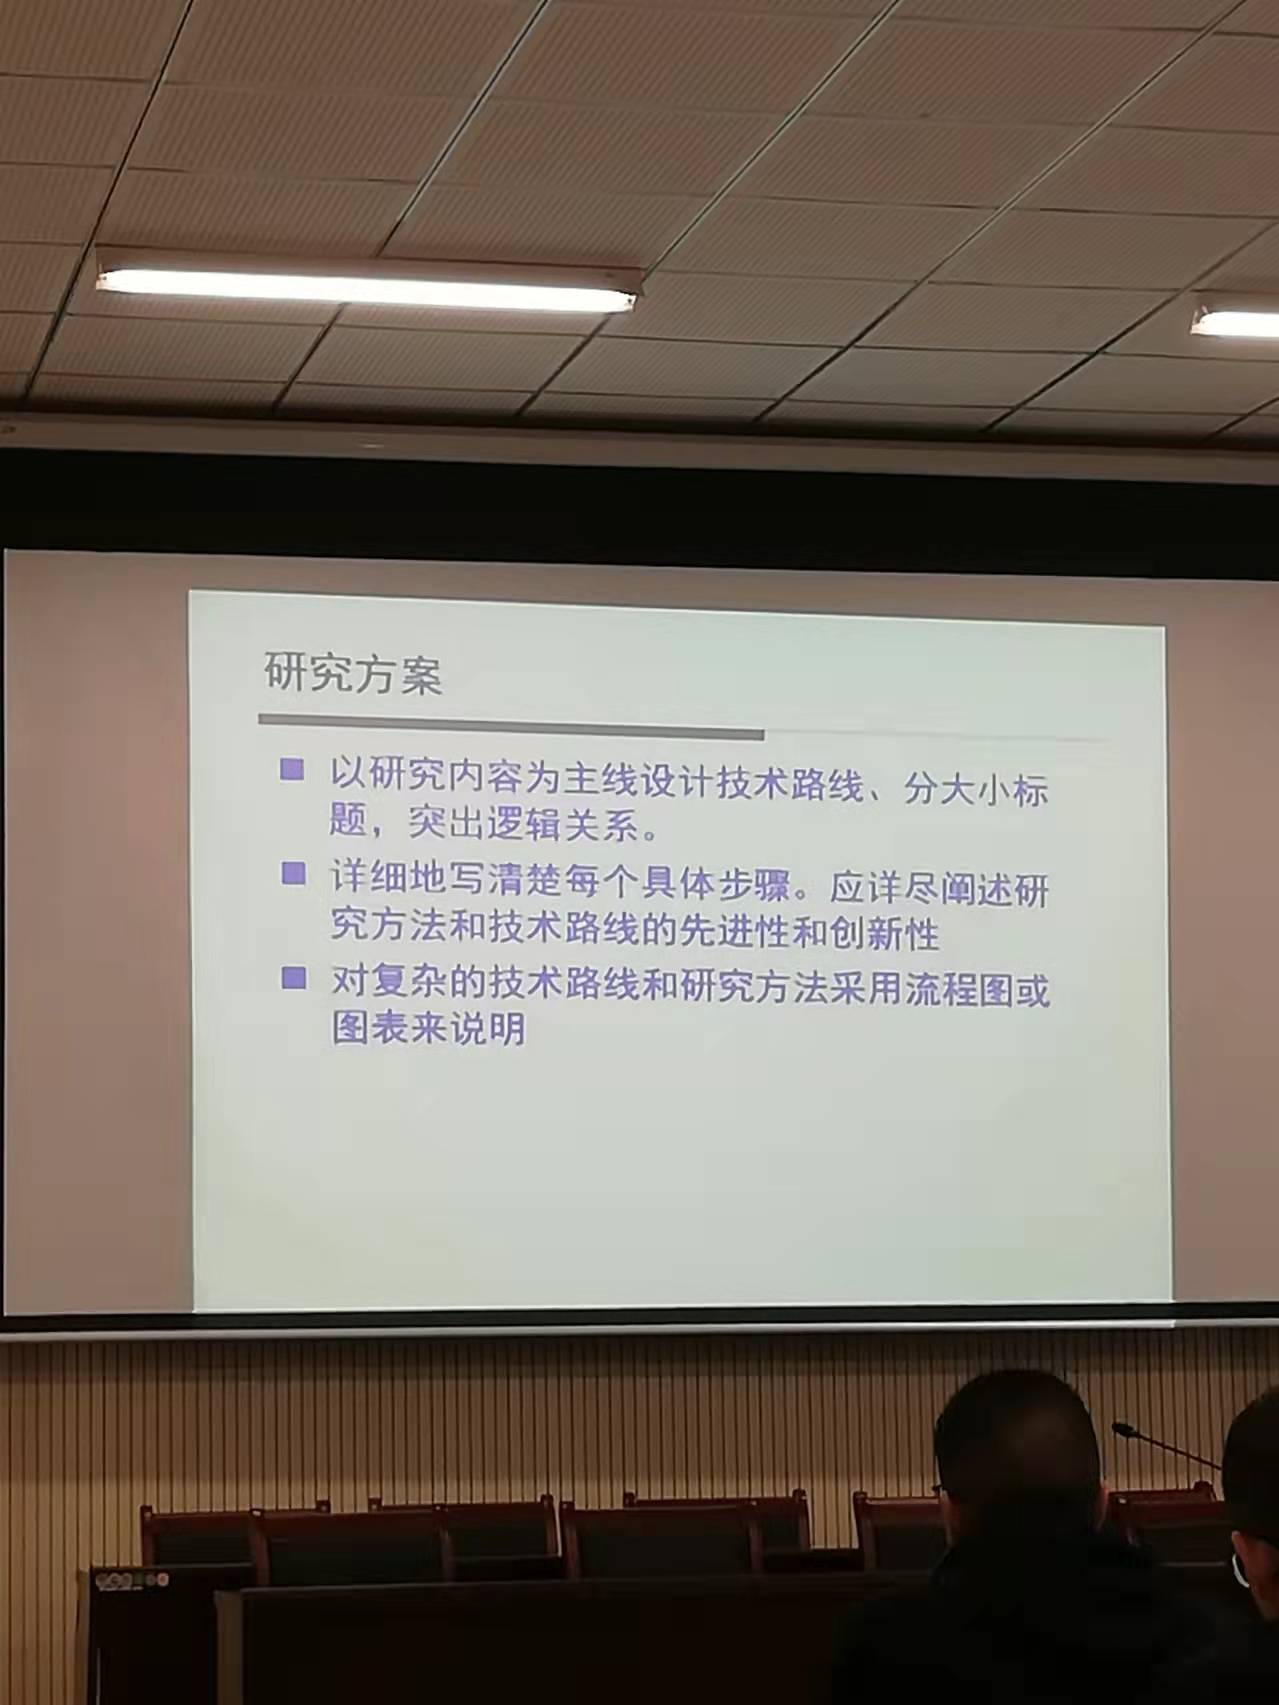 研究方案
以研究内容为主线设计技术路线、分大小标
题，突出逻辑关系。
详细地写清楚每个具体步骤。应详尽阐述研
究方法和技术路线的先进性和创新性
对复杂的技术路线和研究方法采用流程图或
图表来说明